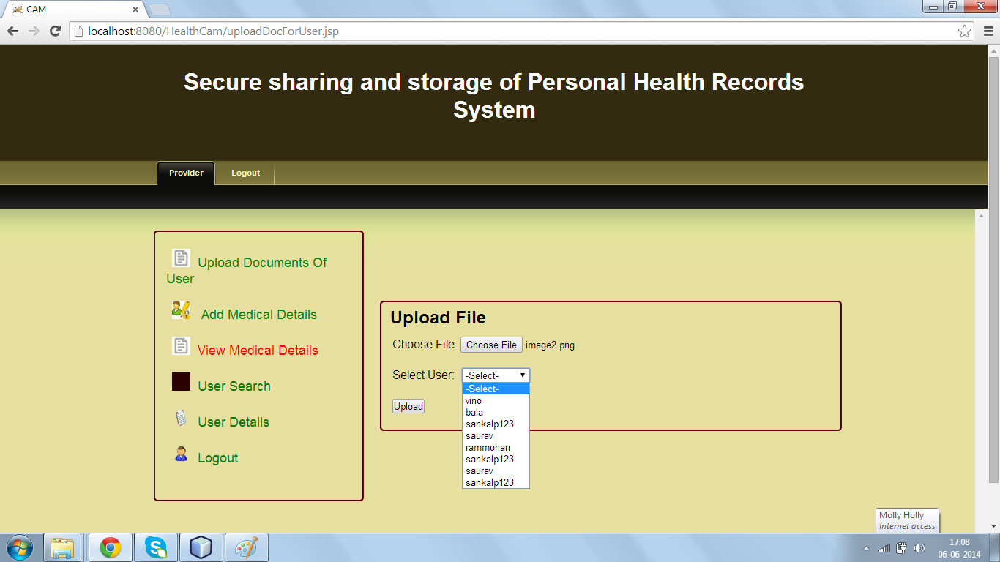 CAM
localhost:8080/HealthCam/uploadDocForUser.jsp
Secure sharing and storage of Personal Health Records
System
Provider
Logout
Upload Documents Of
User
Add Medical Details
View Medical Details
User Search
User Details
Logout
Upload File
Choose File: Choose File image2.png
Select User: -Select-
-Select-
vino
bala
sankalp123
saurav
rammohan
sankalp123
saurav
sankalp123
Upload
Molly Holly
Internet access
17:08
06-06-2014